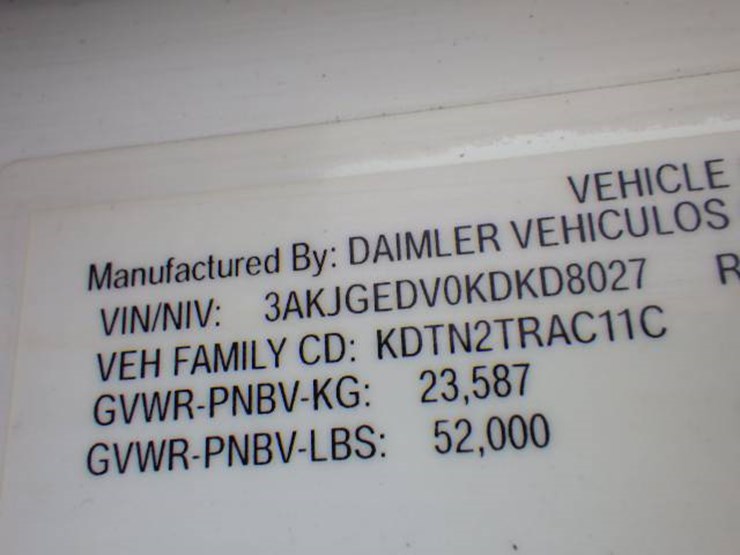 VEHICLE
Manufactured By: DAIMLER VEHICULOS
VIN/NIV: 3AKJGEDV0KDKD8027 R
VEH FAMILY CD: KDTN2TRAC11C
GVWR-PNBV-KG: 23,587
GVWR-PNBV-LBS: 52,000